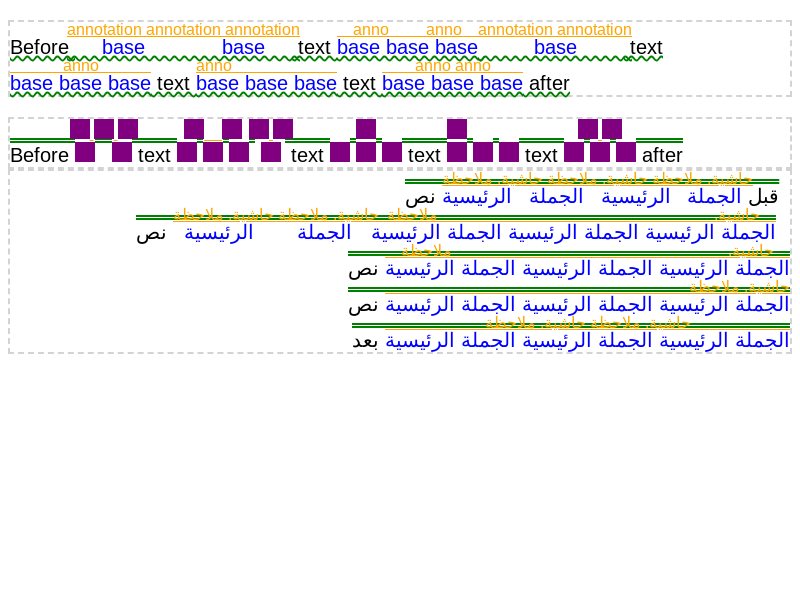 annotation annotation annotation anno anno annotation annotation
Before base base text base base base base text
anno anno anno anno
base base base text base base base text base base base after
Before text text text text after
حاشية, ملاحظة حاشية, ملاحظة حاشية, ملاحظة
قبل الجملة الرئيسية الجملة الرئيسية نص
حاشية, ملاحظة حاشية, ملاحظة حاشية, ملاحظة
الجملة الرئيسية الجملة الرئيسية الجملة الرئيسية الجملة الرئيسية نص
حاشية, ملاحظة
الجملة الرئيسية الجملة الرئيسية الجملة الرئيسية نص
حاشية, ملاحظة
الجملة الرئيسية الجملة الرئيسية الجملة الرئيسية نص
حاشية, ملاحظة حاشية, ملاحظة
الجملة الرئيسية الجملة الرئيسية الجملة الرئيسية بعد